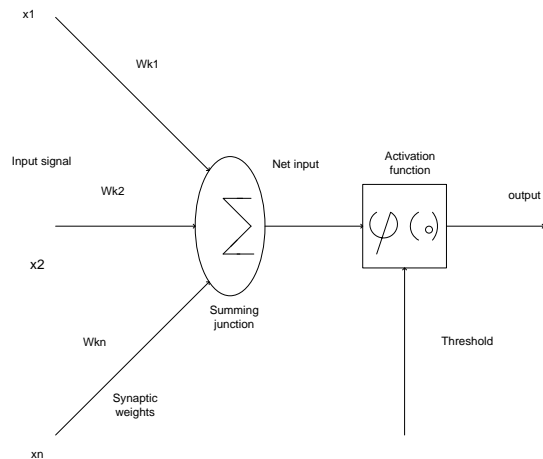 x1
Wk1
Input signal
Net input
Activation
function
Wk2
output
∑
φ (o)
x2
Summing
junction
Wkn
Threshold
Synaptic
weights
xn